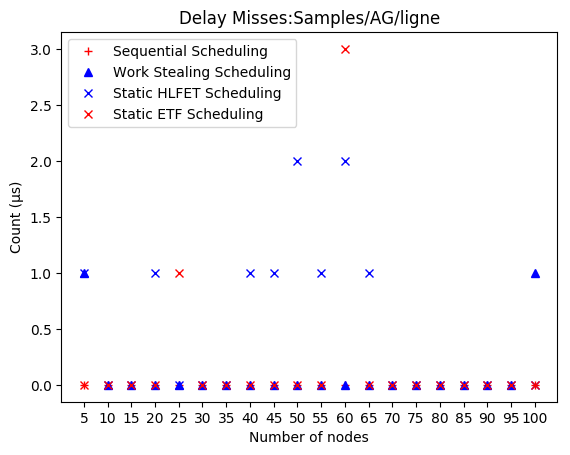 Delay Misses:Samples/AG/ligne
Sequential Scheduling
Work Stealing Scheduling
Static HLFET Scheduling
Static ETF Scheduling
3.0
2.5
2.0
1.5
1.0
0.5
0.0
Count (μs)
5 10 15 20 25 30 35 40 45 50 55 60 65 70 75 80 85 90 95 100
Number of nodes